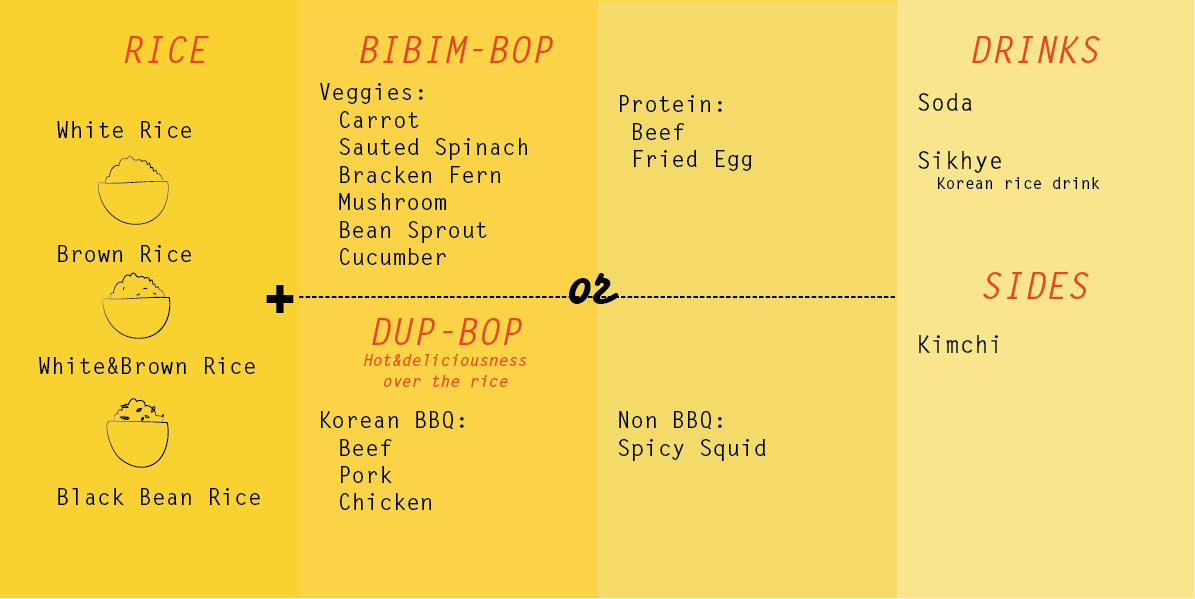 RICE
White Rice
Brown Rice
White&Brown Rice
Black Bean Rice
+
BIBIM-BOP
Veggies:
Carrot
Sauted Spinach
Bracken Fern
Mushroom
Bean Sprout
Cucumber
Protein:
Beef
Fried Egg
or
DUP-BOP
Hot&deliciousness
over the rice
Korean BBQ:
Beef
Pork
Chicken
Non BBQ:
Spicy Squid
DRINKS
Soda
Sikhye
Korean rice drink
SIDES
Kimchi